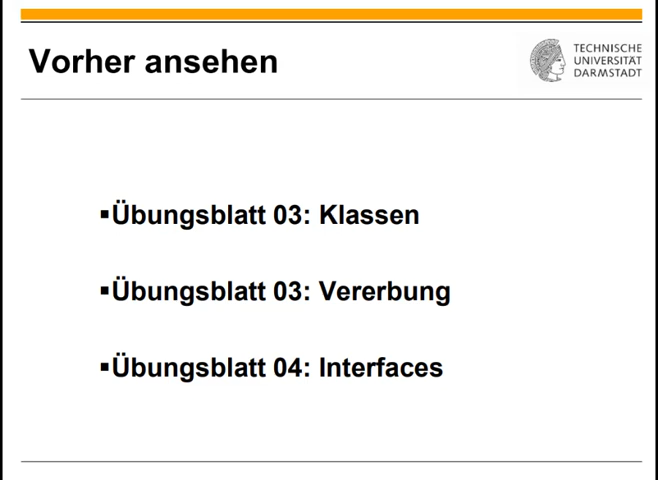 Vorher ansehen
TECHNISCHE
UNIVERSITÄT
DARMSTADT
▪Übungsblatt 03: Klassen
▪Übungsblatt 03: Vererbung
▪Übungsblatt 04: Interfaces